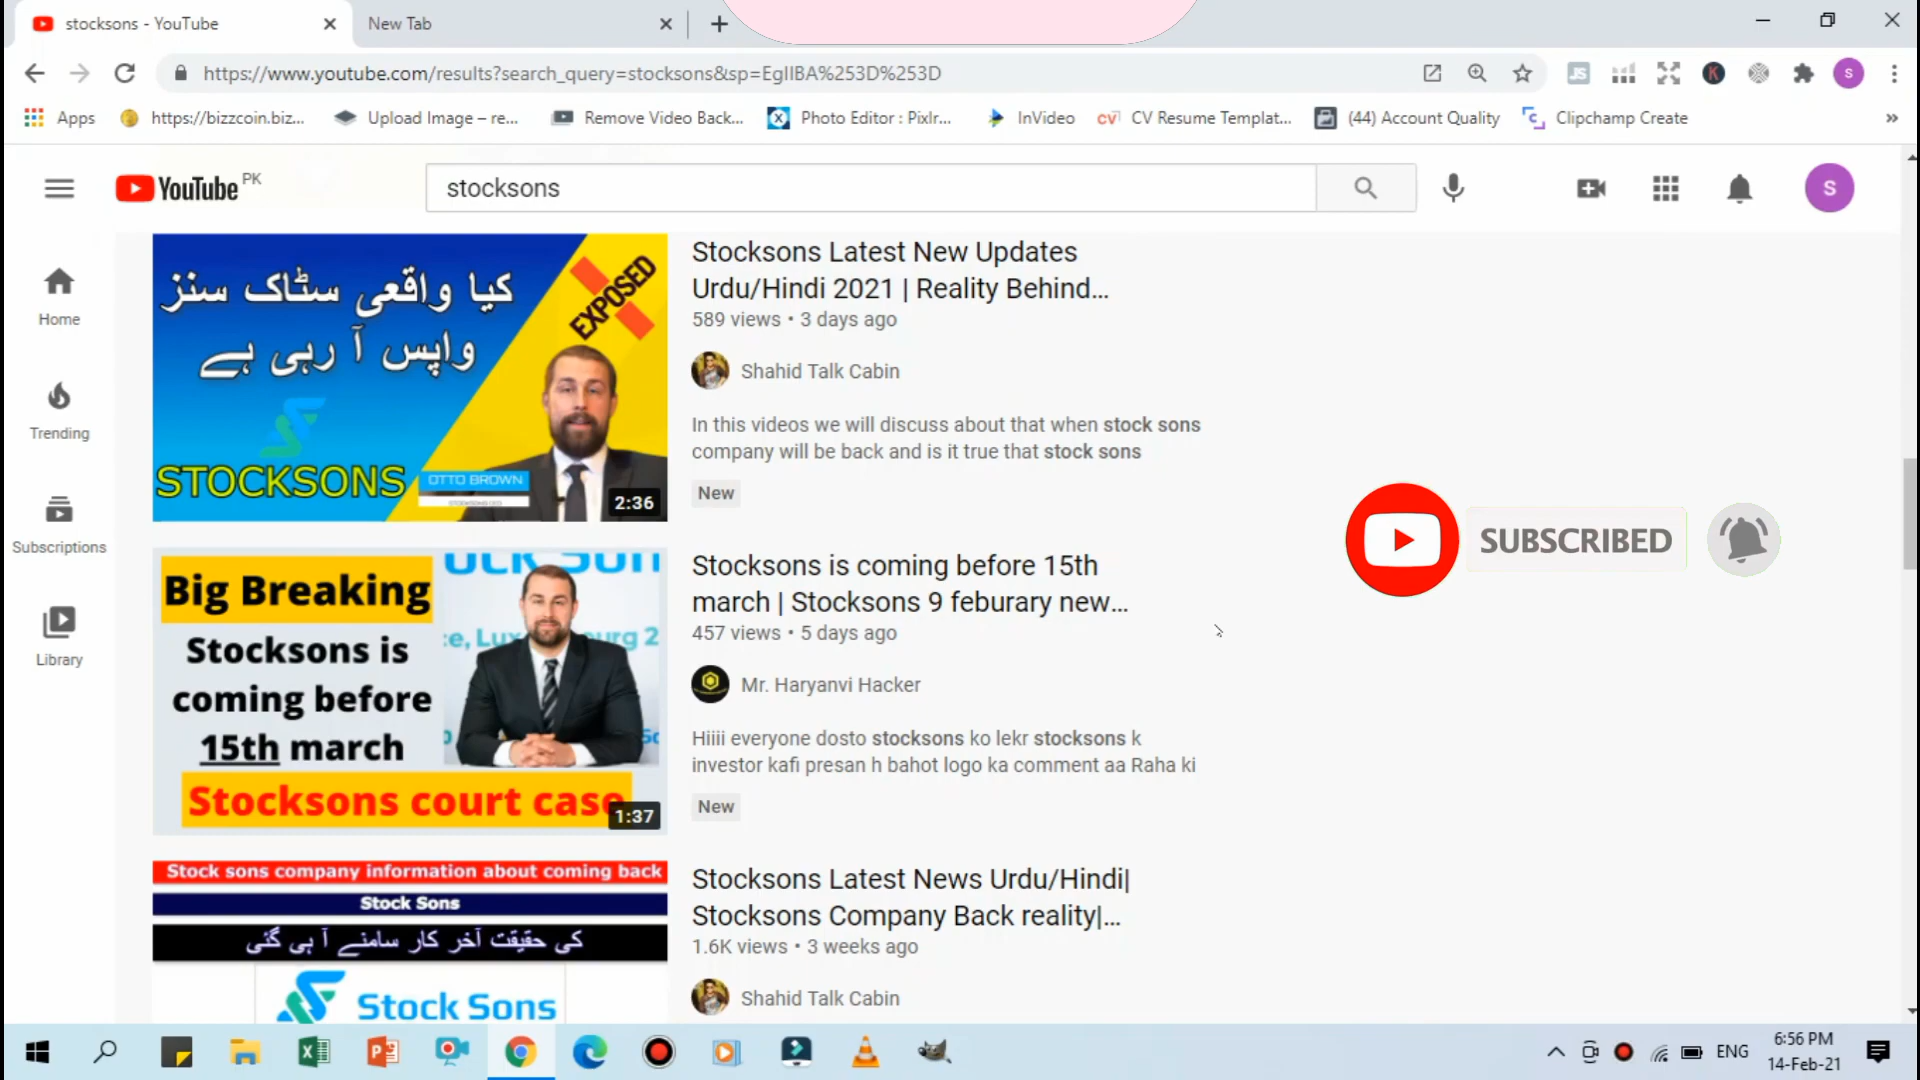 stocksons - YouTube
New Tab
https://www.youtube.com/results?search_query=stocksons&sp=EgIIBA%253D%253D
S
Apps
https://bizzcoin.biz...
Upload Image – re...
Remove Video Back...
Photo Editor : Pixlr...
InVideo
CV Resume Templat...
(44) Account Quality
Clipchamp Create
»
YouTube PK
stocksons
S
Home
Trending
Subscriptions
Library
کیا واقعی سٹاک سنز
واپس آ رہی ہے
EXPOSED
STOCKSONS
OTTO BROWN
2:36
Stocksons Latest New Updates
Urdu/Hindi 2021 | Reality Behind...
589 views • 3 days ago
Shahid Talk Cabin
In this videos we will discuss about that when stock sons
company will be back and is it true that stock sons
New
SUBSCRIBED
Big Breaking
Stocksons is
coming before
15th march
Stocksons court case
1:37
Stocksons is coming before 15th
march | Stocksons 9 feburary new...
457 views • 5 days ago
Mr. Haryanvi Hacker
Hiiii everyone dosto stocksons ko lekr stocksons k
investor kafi presan h bahot logo ka comment aa Raha ki
New
Stock sons company information about coming back
Stock Sons
کی حقیقت آخر کار سامنے آ ہی گئی
Stock Sons
Stocksons Latest News Urdu/Hindi|
Stocksons Company Back reality|...
1.6K views • 3 weeks ago
Shahid Talk Cabin
ENG
6:56 PM
14-Feb-21